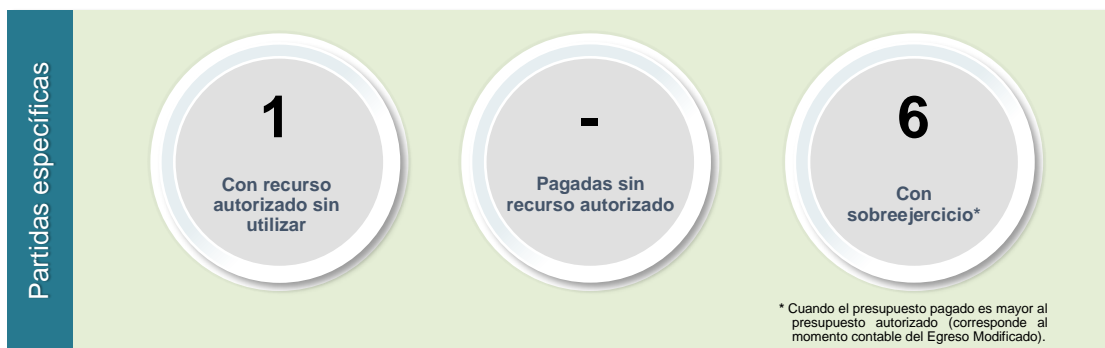 Partidas específicas
1
Con recurso
autorizado sin
utilizar
-
Pagadas sin
recurso autorizado
6
Con
sobreejercicio*
* Cuando el presupuesto pagado es mayor al
presupuesto autorizado (corresponde al
momento contable del Egreso Modificado).